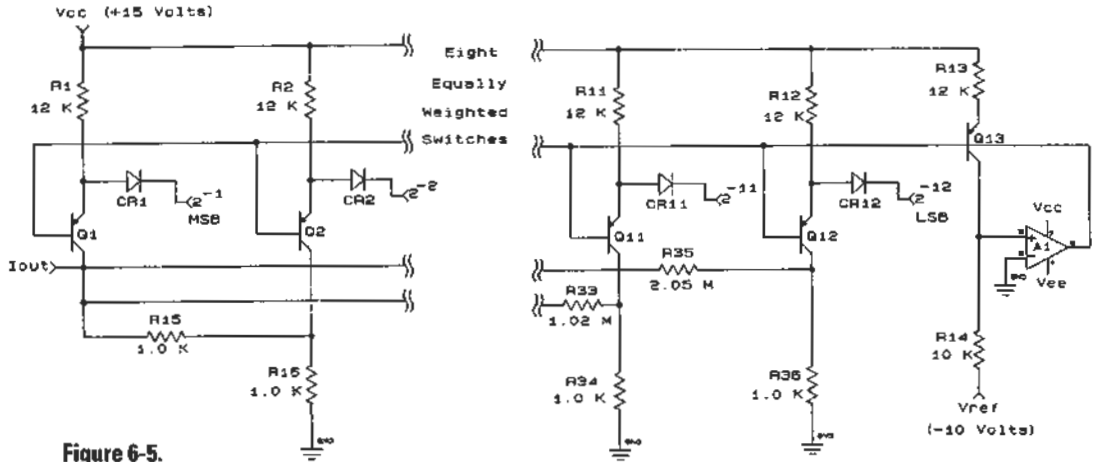 Vcc (+15 Volts)
Eight
Equally
Weighted
Switches
R1
12 K
R2
12 K
R11
12 K
R12
12 K
R13
12 K
Q13
CR1
2-1
MSB
CR2
2-2
CR11
2-11
CR12
2-12
LSB
Q1
Q2
Q11
Q12
Vcc
A1
Vee
Iout
R35
2.05 M
R33
1.02 M
R15
1.0 K
R16
1.0 K
R34
1.0 K
R36
1.0 K
R14
10 K
Vref
(-10 Volts)
Figure 6-5.